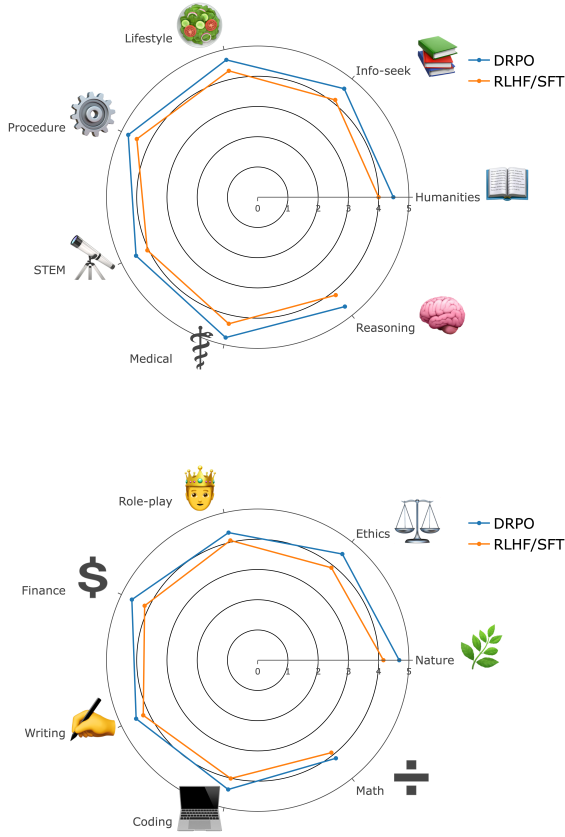 Lifestyle
Info-seek
DRPO
RLHF/SFT
Procedure
Humanities
0 1 2 3 4 5
STEM
Reasoning
Medical
Role-play
Ethics
DRPO
RLHF/SFT
Finance
$
Nature
0 1 2 3 4 5
Writing
Math
Coding